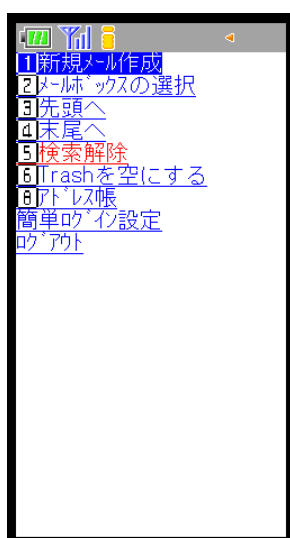 1新規ﾒｰﾙ作成
2ﾒｰﾙﾎﾞｯｸｽの選択
3先頭へ
4末尾へ
5検索解除
6Trashを空にする
8ｱﾄﾞﾚｽ帳
簡単ﾛｸﾞｲﾝ設定
ﾛｸﾞｱｳﾄ